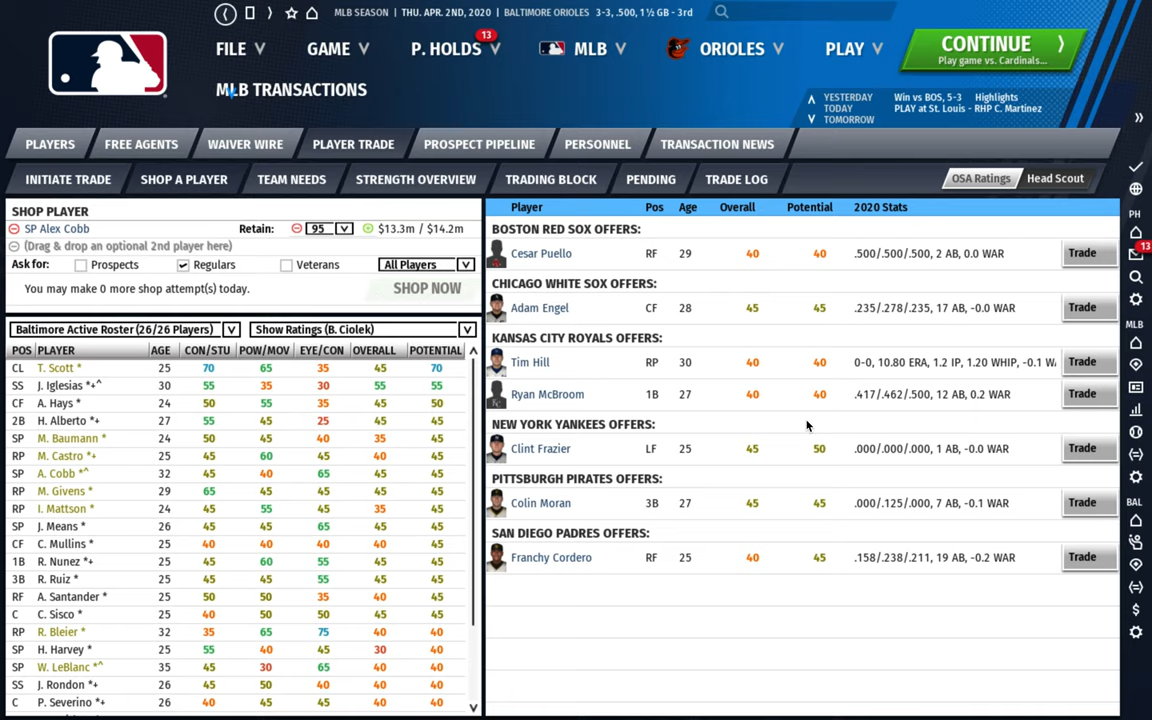 MLB SEASON | THU. APR. 2ND, 2020 | BALTIMORE ORIOLES 3-3, .500, 1½ GB - 3rd
FILE GAME P. HOLDS 13 MLB ORIOLES PLAY
CONTINUE
Play game vs. Cardinals...
MLB TRANSACTIONS
YESTERDAY Win vs BOS, 5-3 Highlights
TODAY PLAY at St. Louis - RHP C. Martinez
TOMORROW
PLAYERS FREE AGENTS WAIVER WIRE PLAYER TRADE PROSPECT PIPELINE PERSONNEL TRANSACTION NEWS
INITIATE TRADE SHOP A PLAYER TEAM NEEDS STRENGTH OVERVIEW TRADING BLOCK PENDING TRADE LOG OSA Ratings Head Scout
SHOP PLAYER
SP Alex Cobb Retain: 95 $13.3m / $14.2m
(Drag & drop an optional 2nd player here)
Ask for: Prospects Regulars Veterans All Players
You may make 0 more shop attempt(s) today. SHOP NOW
Baltimore Active Roster (26/26 Players) Show Ratings (B. Ciolek)
POS PLAYER AGE CON/STU POW/MOV EYE/CON OVERALL POTENTIAL
CL T. Scott * 25 70 65 35 45 70
SS J. Iglesias *+^ 30 55 35 30 55 55
CF A. Hays * 24 50 55 35 45 50
2B H. Alberto *+ 27 55 45 25 45 45
SP M. Baumann * 24 50 45 40 35 45
RP M. Castro *+ 25 45 60 45 40 45
SP A. Cobb *^ 32 45 40 65 45 45
RP M. Givens * 29 65 45 45 45 45
RP I. Mattson * 24 45 55 45 35 45
SP J. Means * 26 45 45 65 45 45
CF C. Mullins * 25 40 40 40 40 45
1B R. Nunez *+ 25 45 60 55 45 45
3B R. Ruiz * 25 45 45 55 45 45
RF A. Santander * 25 50 50 35 40 45
C C. Sisco * 25 40 50 50 45 45
RP R. Bleier * 32 35 65 75 40 40
SP H. Harvey * 25 55 40 45 30 40
SP W. LeBlanc *^ 35 45 30 65 40 40
SS J. Rondon *+ 26 45 50 40 40 40
C P. Severino *+ 26 40 45 45 40 40
Player Pos Age Overall Potential 2020 Stats
BOSTON RED SOX OFFERS:
Cesar Puello RF 29 40 40 .500/.500/.500, 2 AB, 0.0 WAR Trade
CHICAGO WHITE SOX OFFERS:
Adam Engel CF 28 45 45 .235/.278/.235, 17 AB, -0.0 WAR Trade
KANSAS CITY ROYALS OFFERS:
Tim Hill RP 30 40 40 0-0, 10.80 ERA, 1.2 IP, 1.20 WHIP, -0.1 W Trade
Ryan McBroom 1B 27 40 40 .417/.462/.500, 12 AB, 0.2 WAR Trade
NEW YORK YANKEES OFFERS:
Clint Frazier LF 25 45 50 .000/.000/.000, 1 AB, -0.0 WAR Trade
PITTSBURGH PIRATES OFFERS:
Colin Moran 3B 27 45 45 .000/.125/.000, 7 AB, -0.1 WAR Trade
SAN DIEGO PADRES OFFERS:
Franchy Cordero RF 25 40 45 .158/.238/.211, 19 AB, -0.2 WAR Trade
PH
13
MLB
BAL